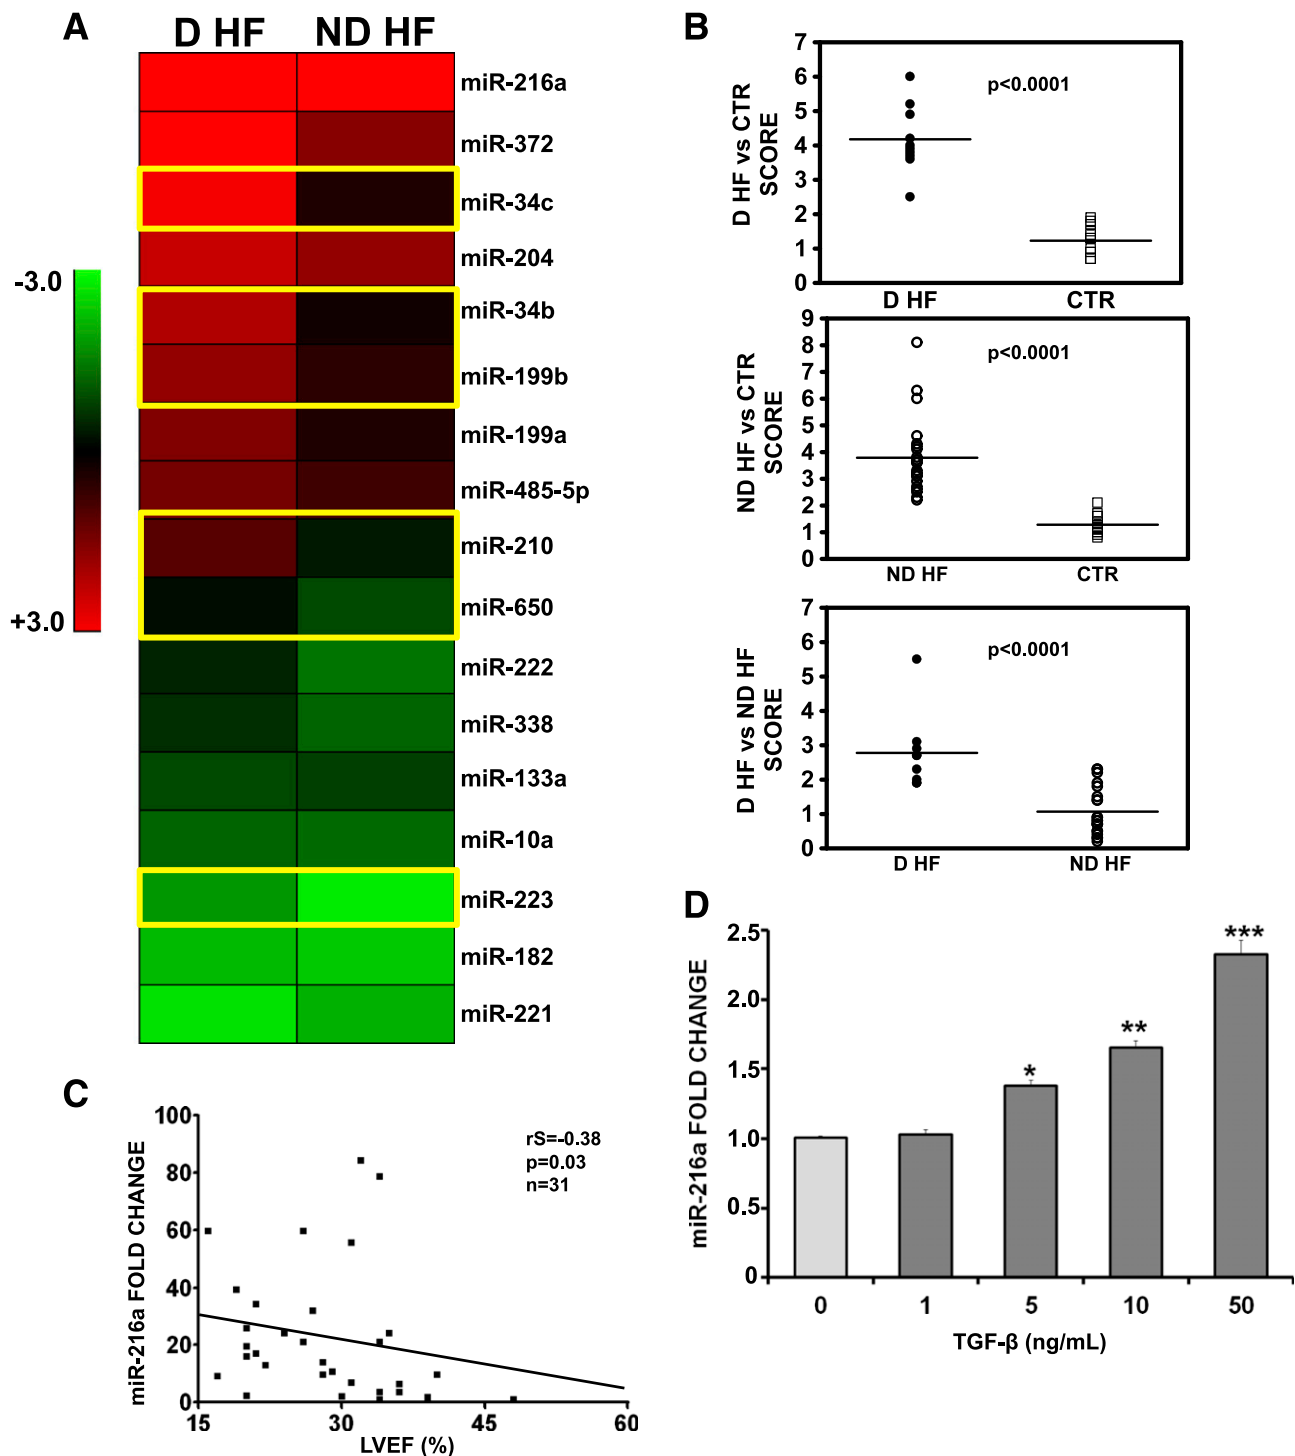 A
D HF ND HF
miR-216a
miR-372
miR-34c
miR-204
miR-34b
miR-199b
miR-199a
miR-485-5p
miR-210
miR-650
miR-222
miR-338
miR-133a
miR-10a
miR-223
miR-182
miR-221
-3.0
+3.0
B
D HF vs CTR
SCORE
7
6
5
4
3
2
1
0
p<0.0001
D HF CTR
ND HF vs CTR
SCORE
9
8
7
6
5
4
3
2
1
0
p<0.0001
ND HF CTR
D HF vs ND HF
SCORE
7
6
5
4
3
2
1
0
p<0.0001
D HF ND HF
C
miR-216a FOLD CHANGE
100
80
60
40
20
0
rS=-0.38
p=0.03
n=31
15 30 45 60
LVEF (%)
D
miR-216a FOLD CHANGE
2.5
2.0
1.5
1.0
0.5
0
*
**
***
0 1 5 10 50
TGF-β (ng/mL)